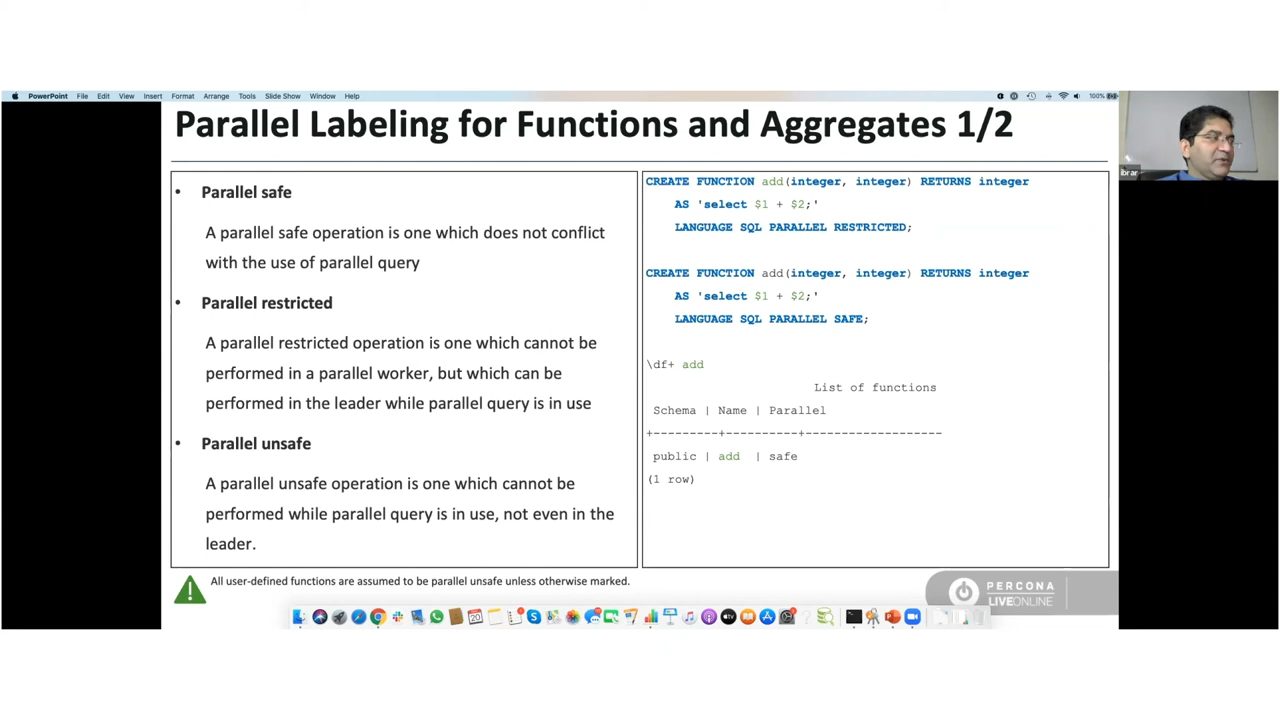 PowerPoint File Edit View Insert Format Arrange Tools Slide Show Window Help 100%
Parallel Labeling for Functions and Aggregates 1/2
• Parallel safe
A parallel safe operation is one which does not conflict
with the use of parallel query
• Parallel restricted
A parallel restricted operation is one which cannot be
performed in a parallel worker, but which can be
performed in the leader while parallel query is in use
• Parallel unsafe
A parallel unsafe operation is one which cannot be
performed while parallel query is in use, not even in the
leader.
CREATE FUNCTION add(integer, integer) RETURNS integer
AS 'select $1 + $2;'
LANGUAGE SQL PARALLEL RESTRICTED;
CREATE FUNCTION add(integer, integer) RETURNS integer
AS 'select $1 + $2;'
LANGUAGE SQL PARALLEL SAFE;
\df+ add
List of functions
Schema | Name | Parallel
+---------+----------+-------------------
public | add | safe
(1 row)
ibrar
All user-defined functions are assumed to be parallel unsafe unless otherwise marked.
PERCONA
LIVEONLINE
20
tv